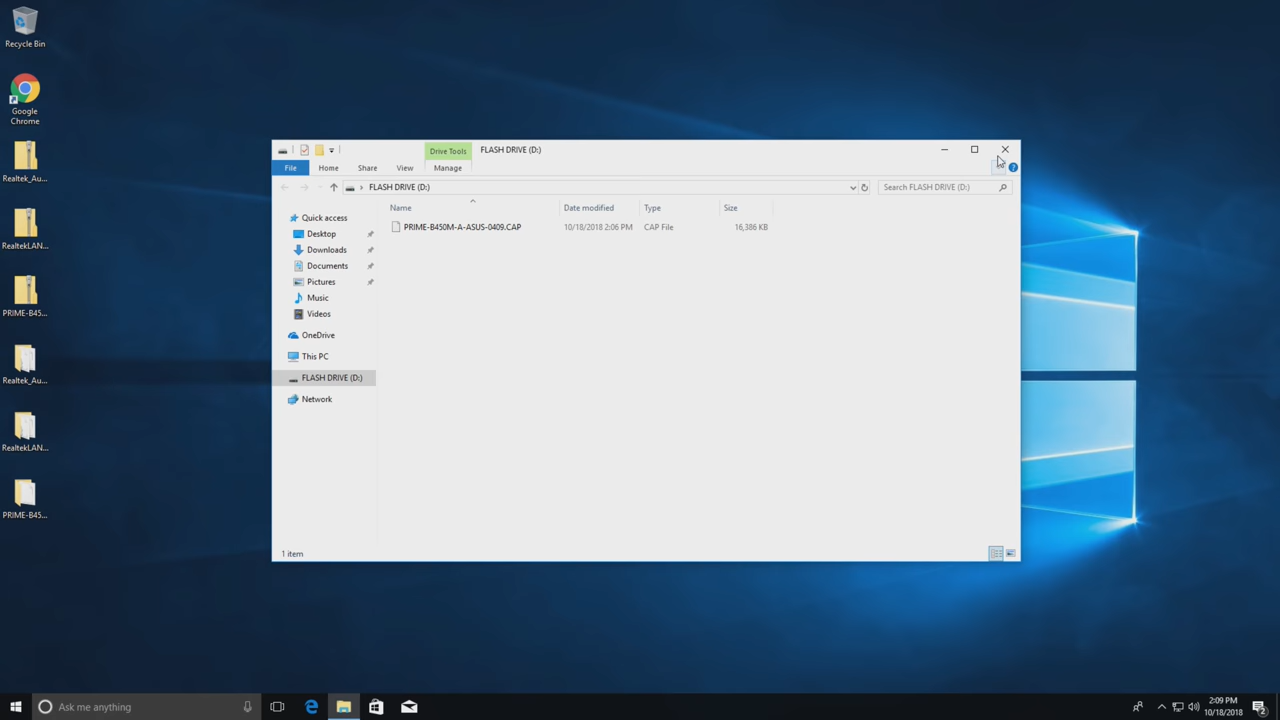 Recycle Bin
Google
Chrome
Realtek_Au...
RealtekLAN...
PRIME-B45...
Realtek_Au...
RealtekLAN...
PRIME-B45...
Drive Tools
FLASH DRIVE (D:)
File
Home
Share
View
Manage
FLASH DRIVE (D:)
Search FLASH DRIVE (D:)
Name
Date modified
Type
Size
PRIME-B450M-A-ASUS-0409.CAP
10/18/2018 2:06 PM
CAP File
16,386 KB
Quick access
Desktop
Downloads
Documents
Pictures
Music
Videos
OneDrive
This PC
FLASH DRIVE (D:)
Network
1 item
Ask me anything
2:09 PM
10/18/2018
2